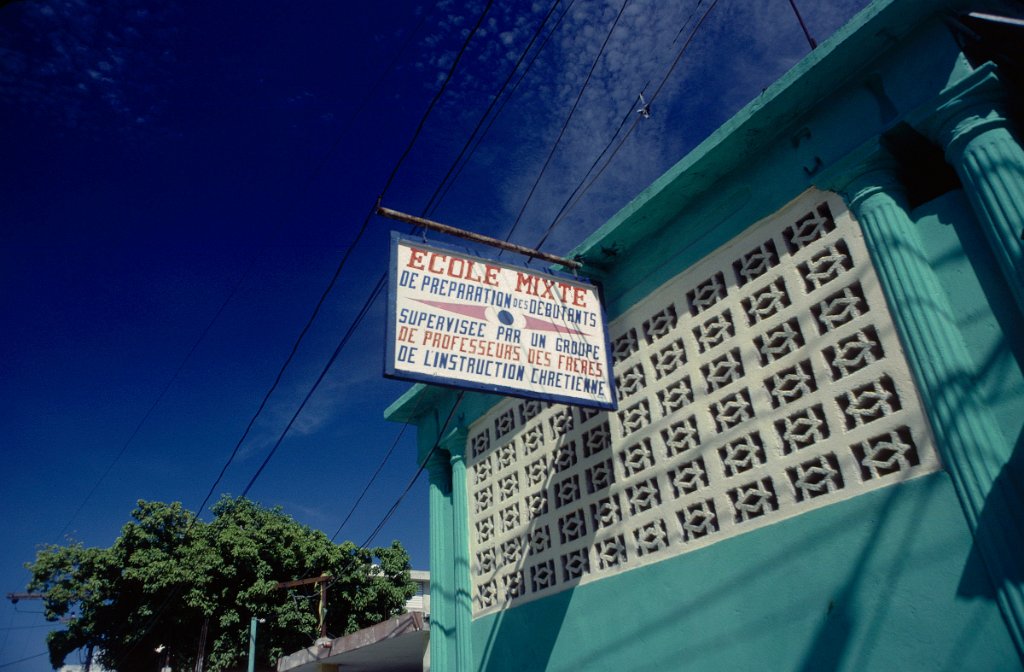 ECOLE MIXTE
DE PREPARATION DES DEBUTANTS
SUPERVISEE PAR UN GROUPE
DE PROFESSEURS DES FRERES
DE L'INSTRUCTION CHRETIENNE